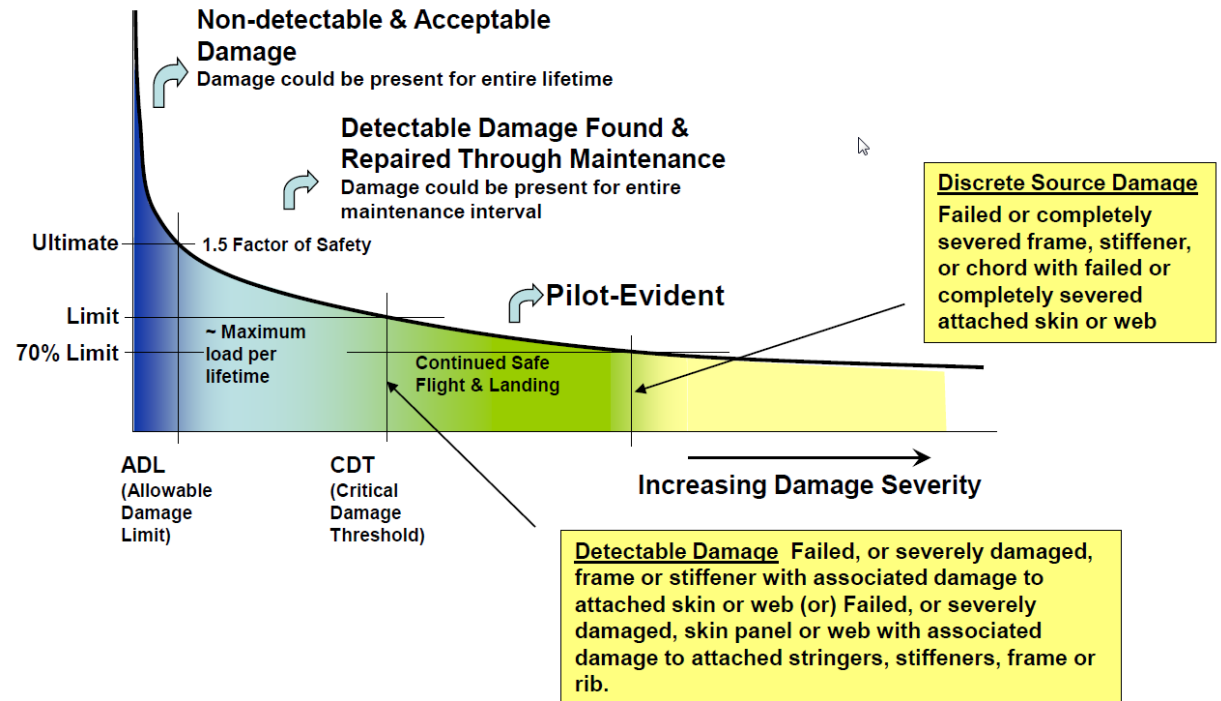 Non-detectable & Acceptable
Damage
Damage could be present for entire lifetime
Detectable Damage Found &
Repaired Through Maintenance
Damage could be present for entire
maintenance interval
Discrete Source Damage
Failed or completely
severed frame, stiffener,
or chord with failed or
completely severed
attached skin or web
Ultimate
1.5 Factor of Safety
Pilot-Evident
Limit
70% Limit
~ Maximum
load per
lifetime
Continued Safe
Flight & Landing
ADL
(Allowable
Damage
Limit)
CDT
(Critical
Damage
Threshold)
Increasing Damage Severity
Detectable Damage Failed, or severely damaged,
frame or stiffener with associated damage to
attached skin or web (or) Failed, or severely
damaged, skin panel or web with associated
damage to attached stringers, stiffeners, frame or
rib.